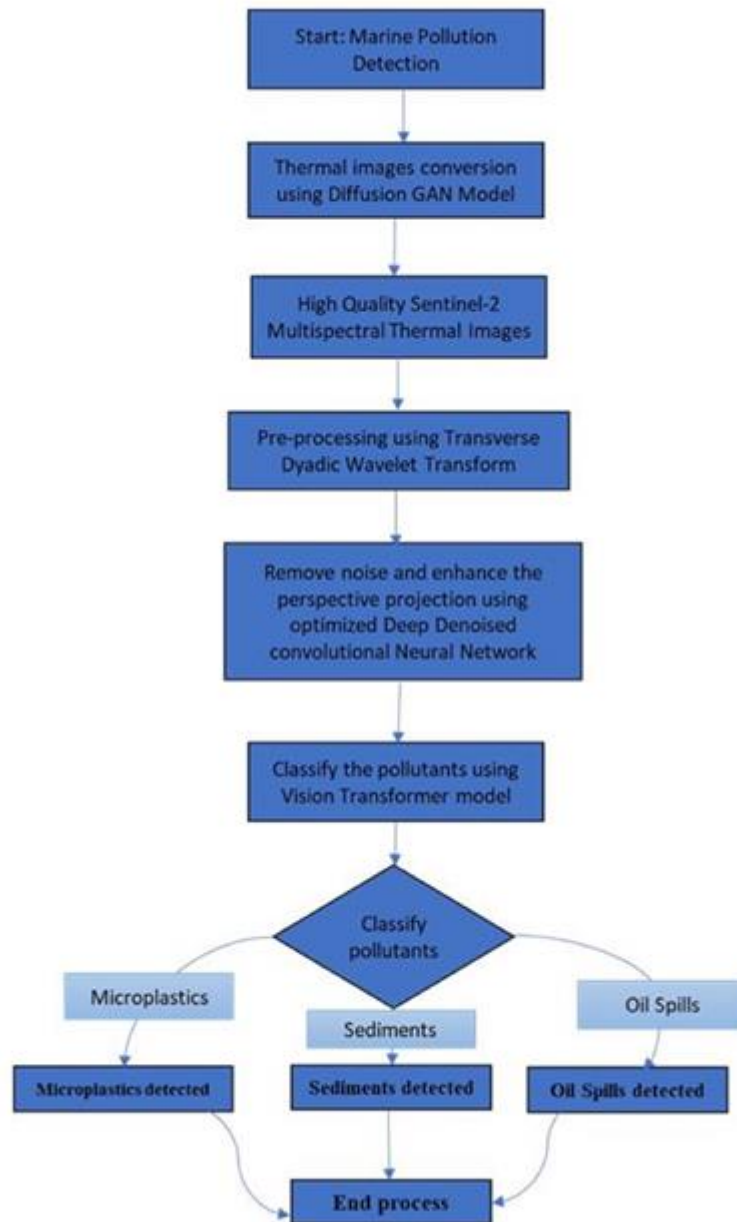 Start: Marine Pollution
Detection
Thermal images conversion
using Diffusion GAN Model
High Quality Sentinel-2
Multispectral Thermal Images
Pre-processing using Transverse
Dyadic Wavelet Transform
Remove noise and enhance the
perspective projection using
optimized Deep Denoised
convolutional Neural Network
Classify the pollutants using
Vision Transformer model
Classify
pollutants
Microplastics
Sediments
Oil Spills
Microplastics detected
Sediments detected
Oil Spills detected
End process